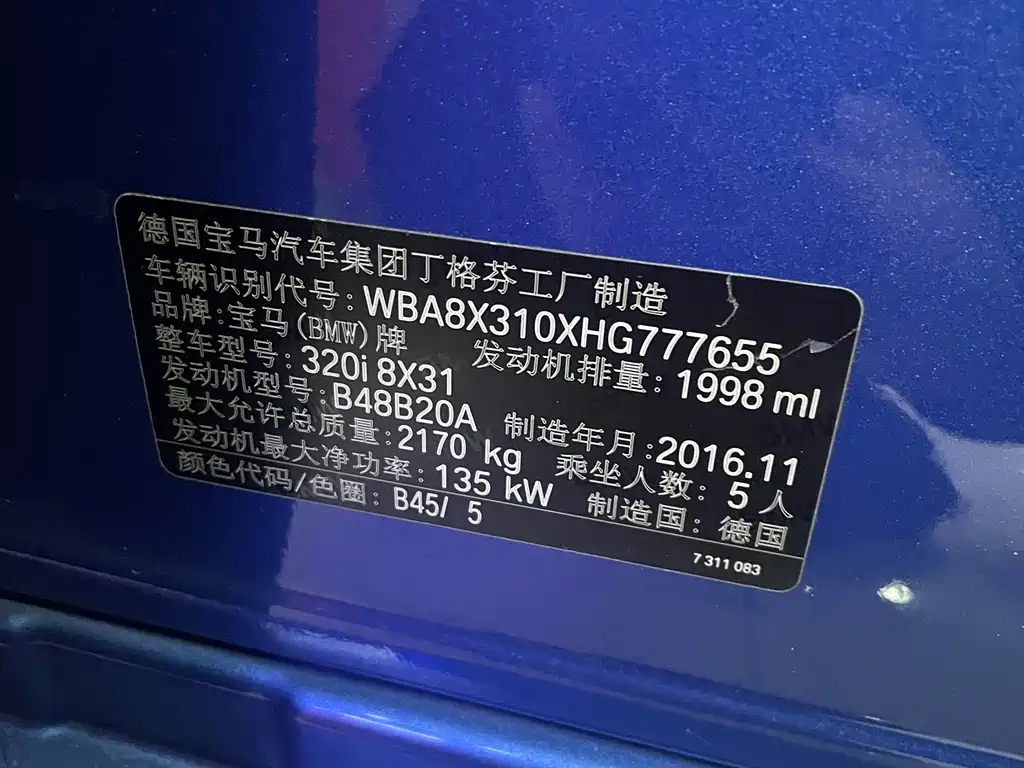 德国宝马汽车集团丁格芬工厂制造
车辆识别代号: WBA8X310XHG777655
品牌: 宝马(BMW)牌 发动机排量: 1998 ml
整车型号: 320i 8X31
发动机型号: B48B20A 制造年月: 2016.11
最大允许总质量: 2170 kg 乘坐人数: 5 人
发动机最大净功率: 135 kW 制造国: 德国
颜色代码/色圈: B45/ 5
7 311 083